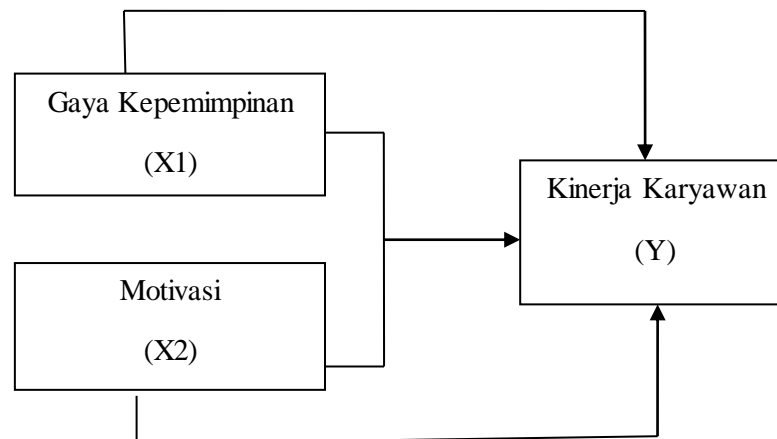 Gaya Kepemimpinan
(X1)
Kinerja Karyawan
(Y)
Motivasi
(X2)